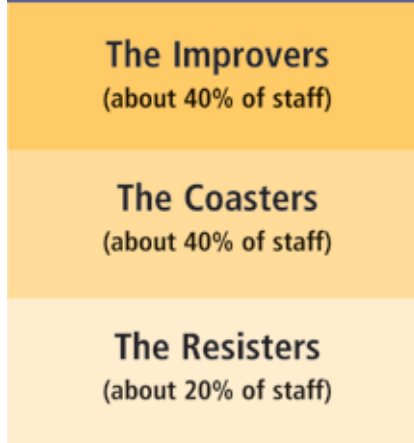 The Improvers
(about 40% of staff)
The Coasters
(about 40% of staff)
The Resisters
(about 20% of staff)